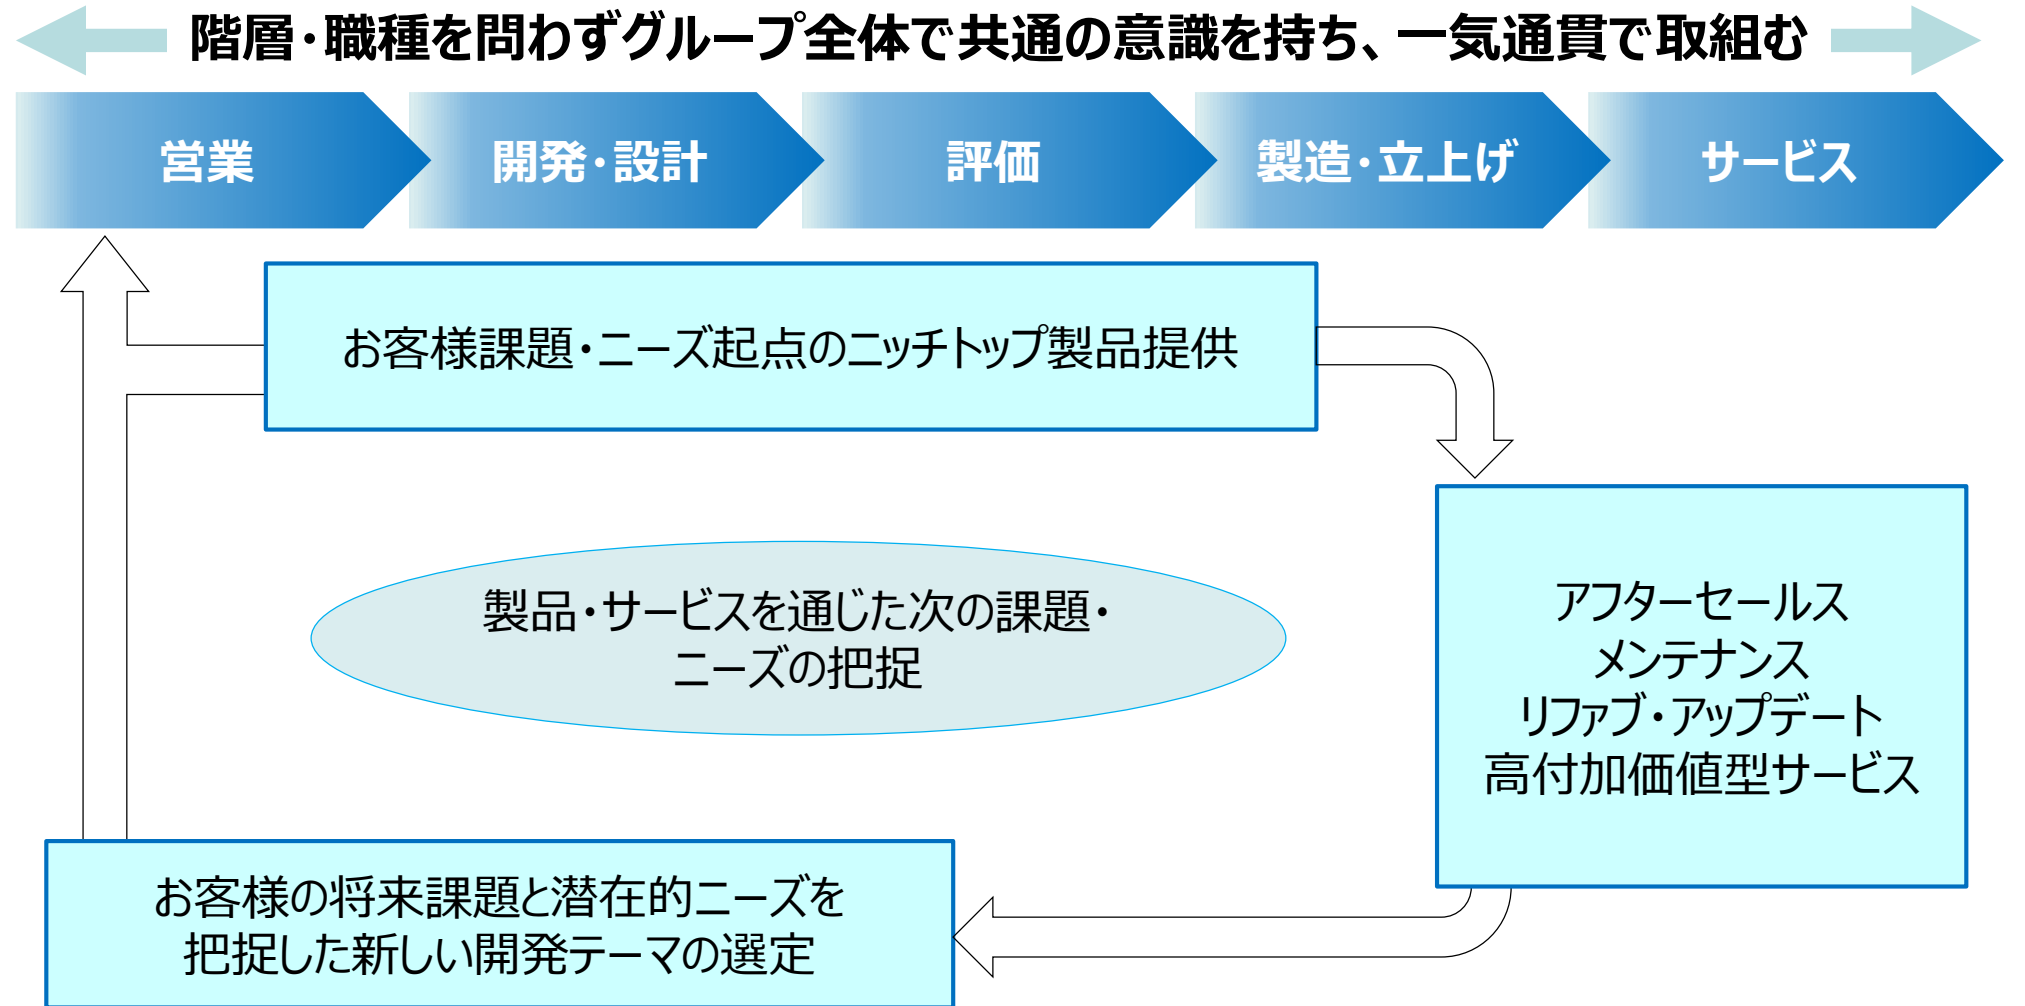 階層・職種を問わずグループ全体で共通の意識を持ち、一気通貫で取組む
営業
開発・設計
評価
製造・立上げ
サービス
お客様課題・ニーズ起点のニッチトップ製品提供
製品・サービスを通じた次の課題・
ニーズの把捉
アフターセールス
メンテナンス
リファブ・アップデート
高付加価値型サービス
お客様の将来課題と潜在的ニーズを
把捉した新しい開発テーマの選定